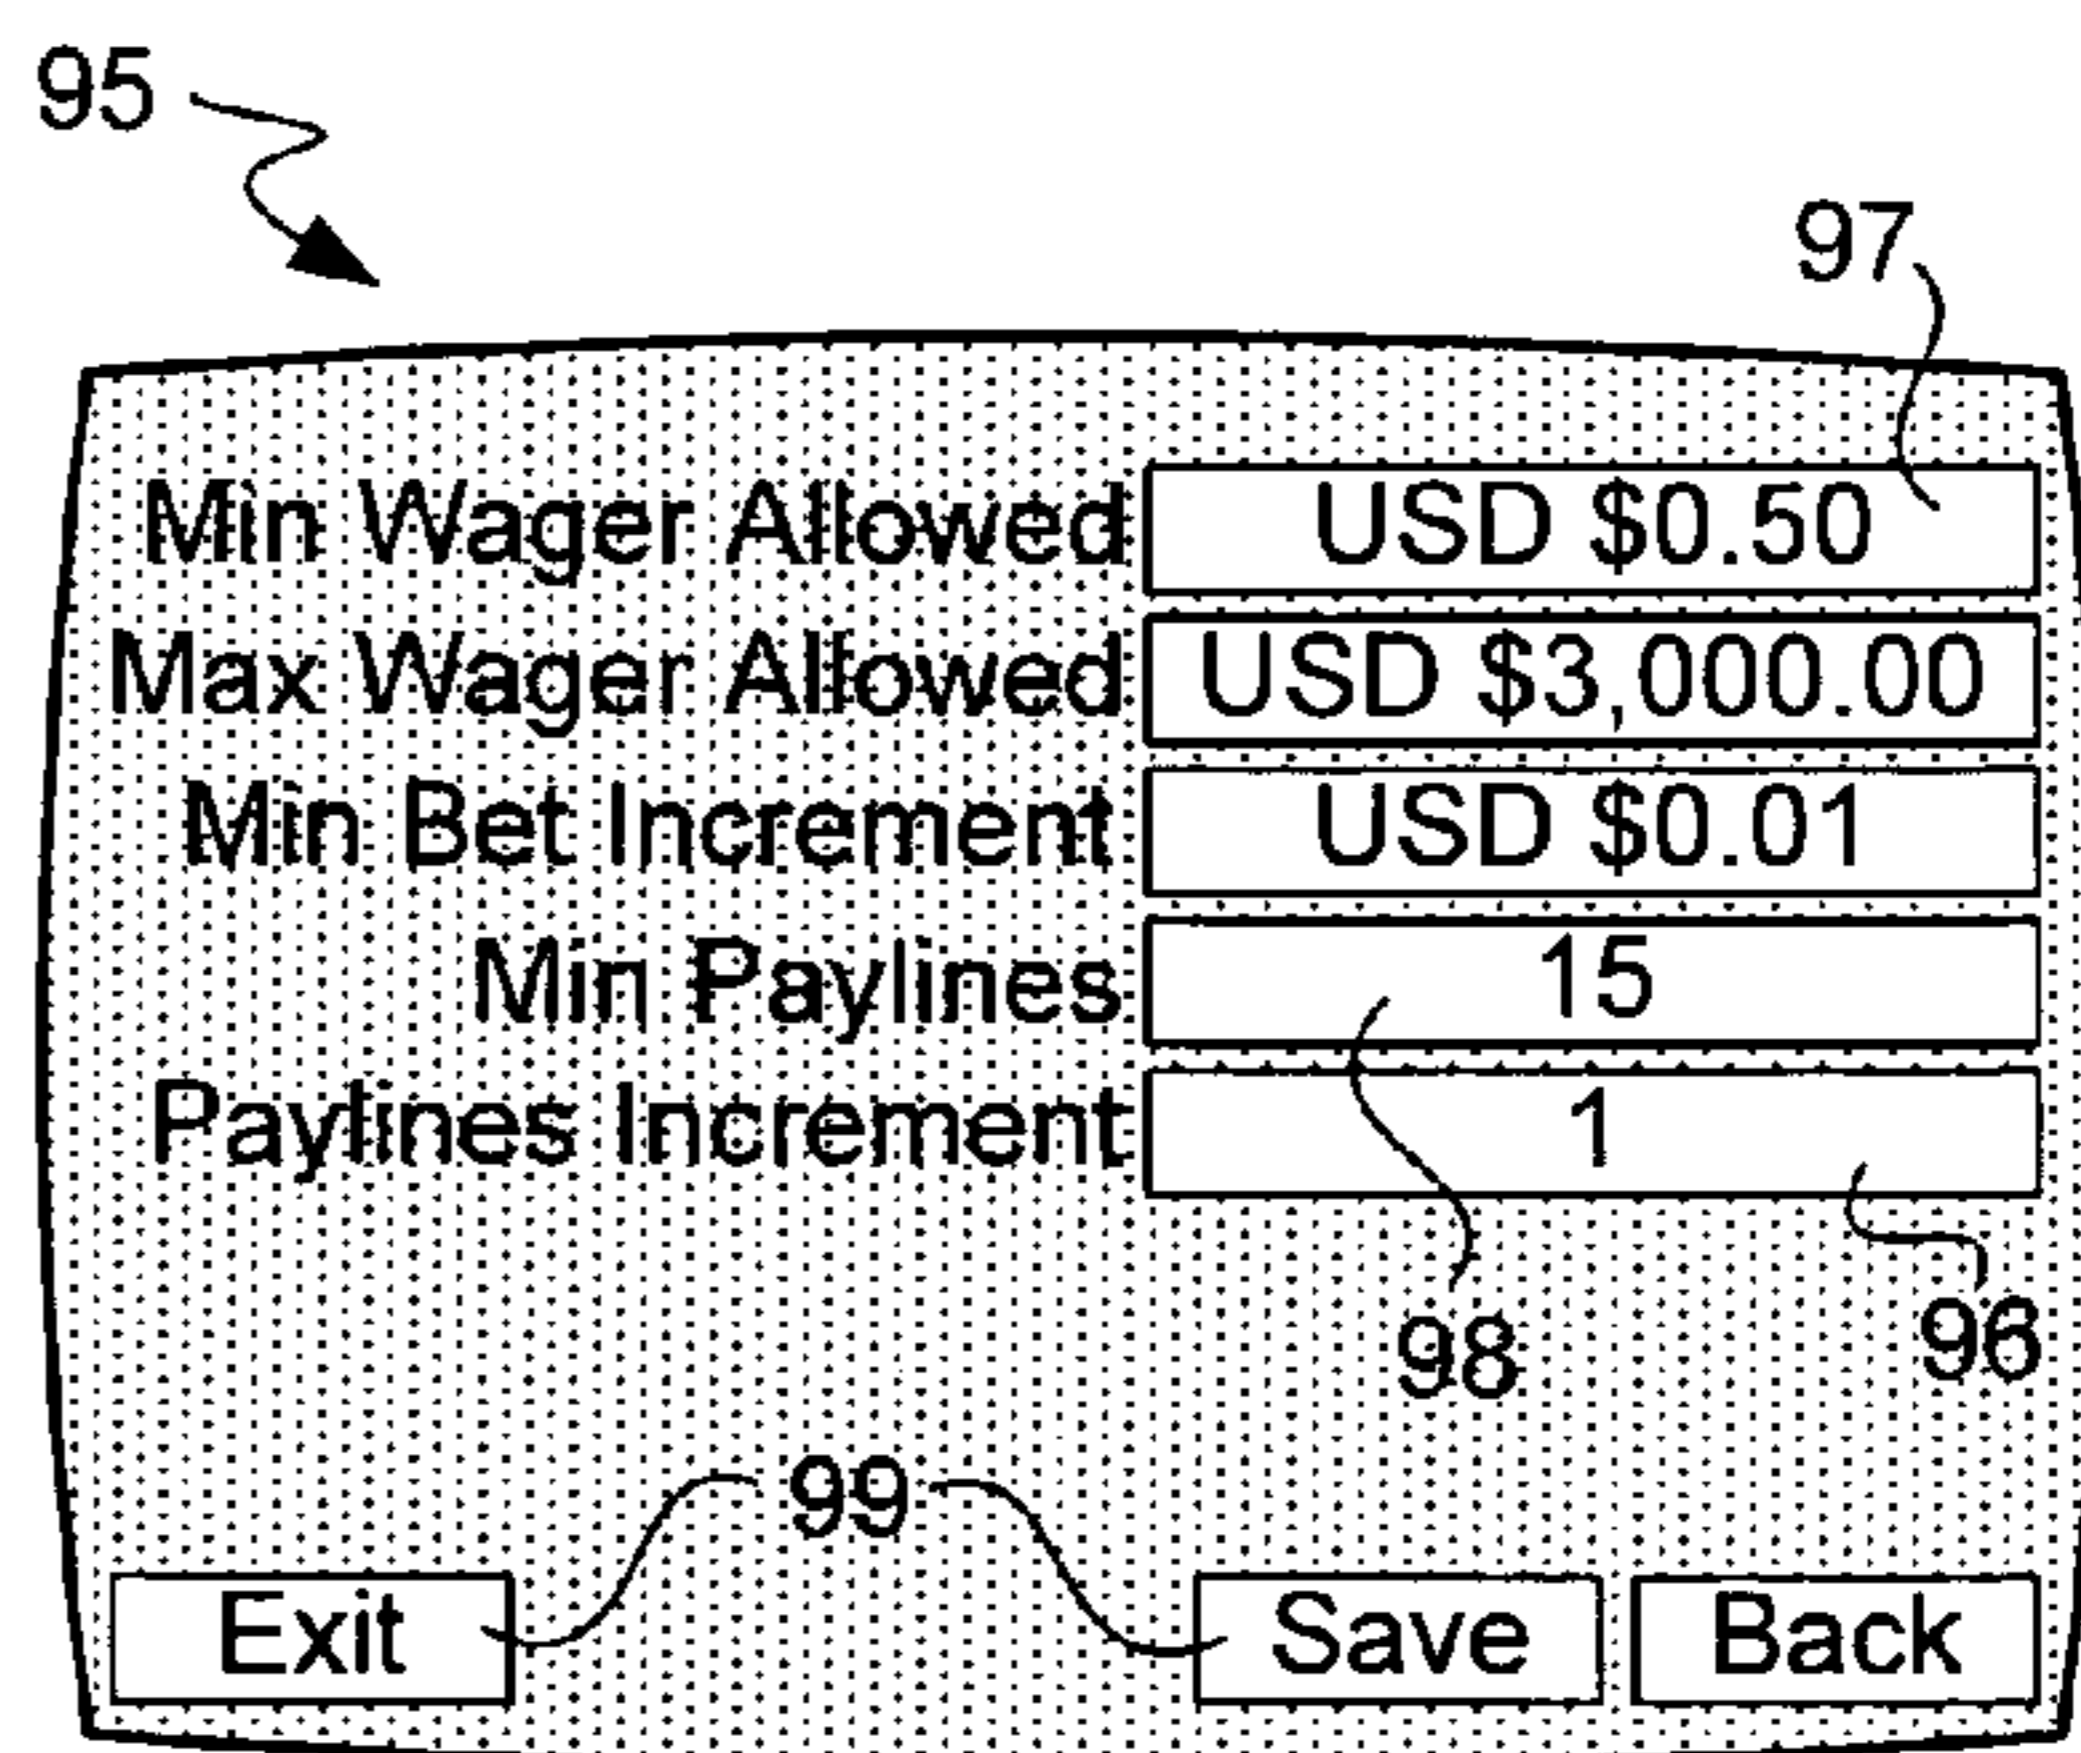 95
97
Min Wager Allowed USD $0.50
Max Wager Allowed USD $3,000.00
Min Bet Increment USD $0.01
Min Paylines 15
Paylines Increment 1
98 96
99
Exit Save Back